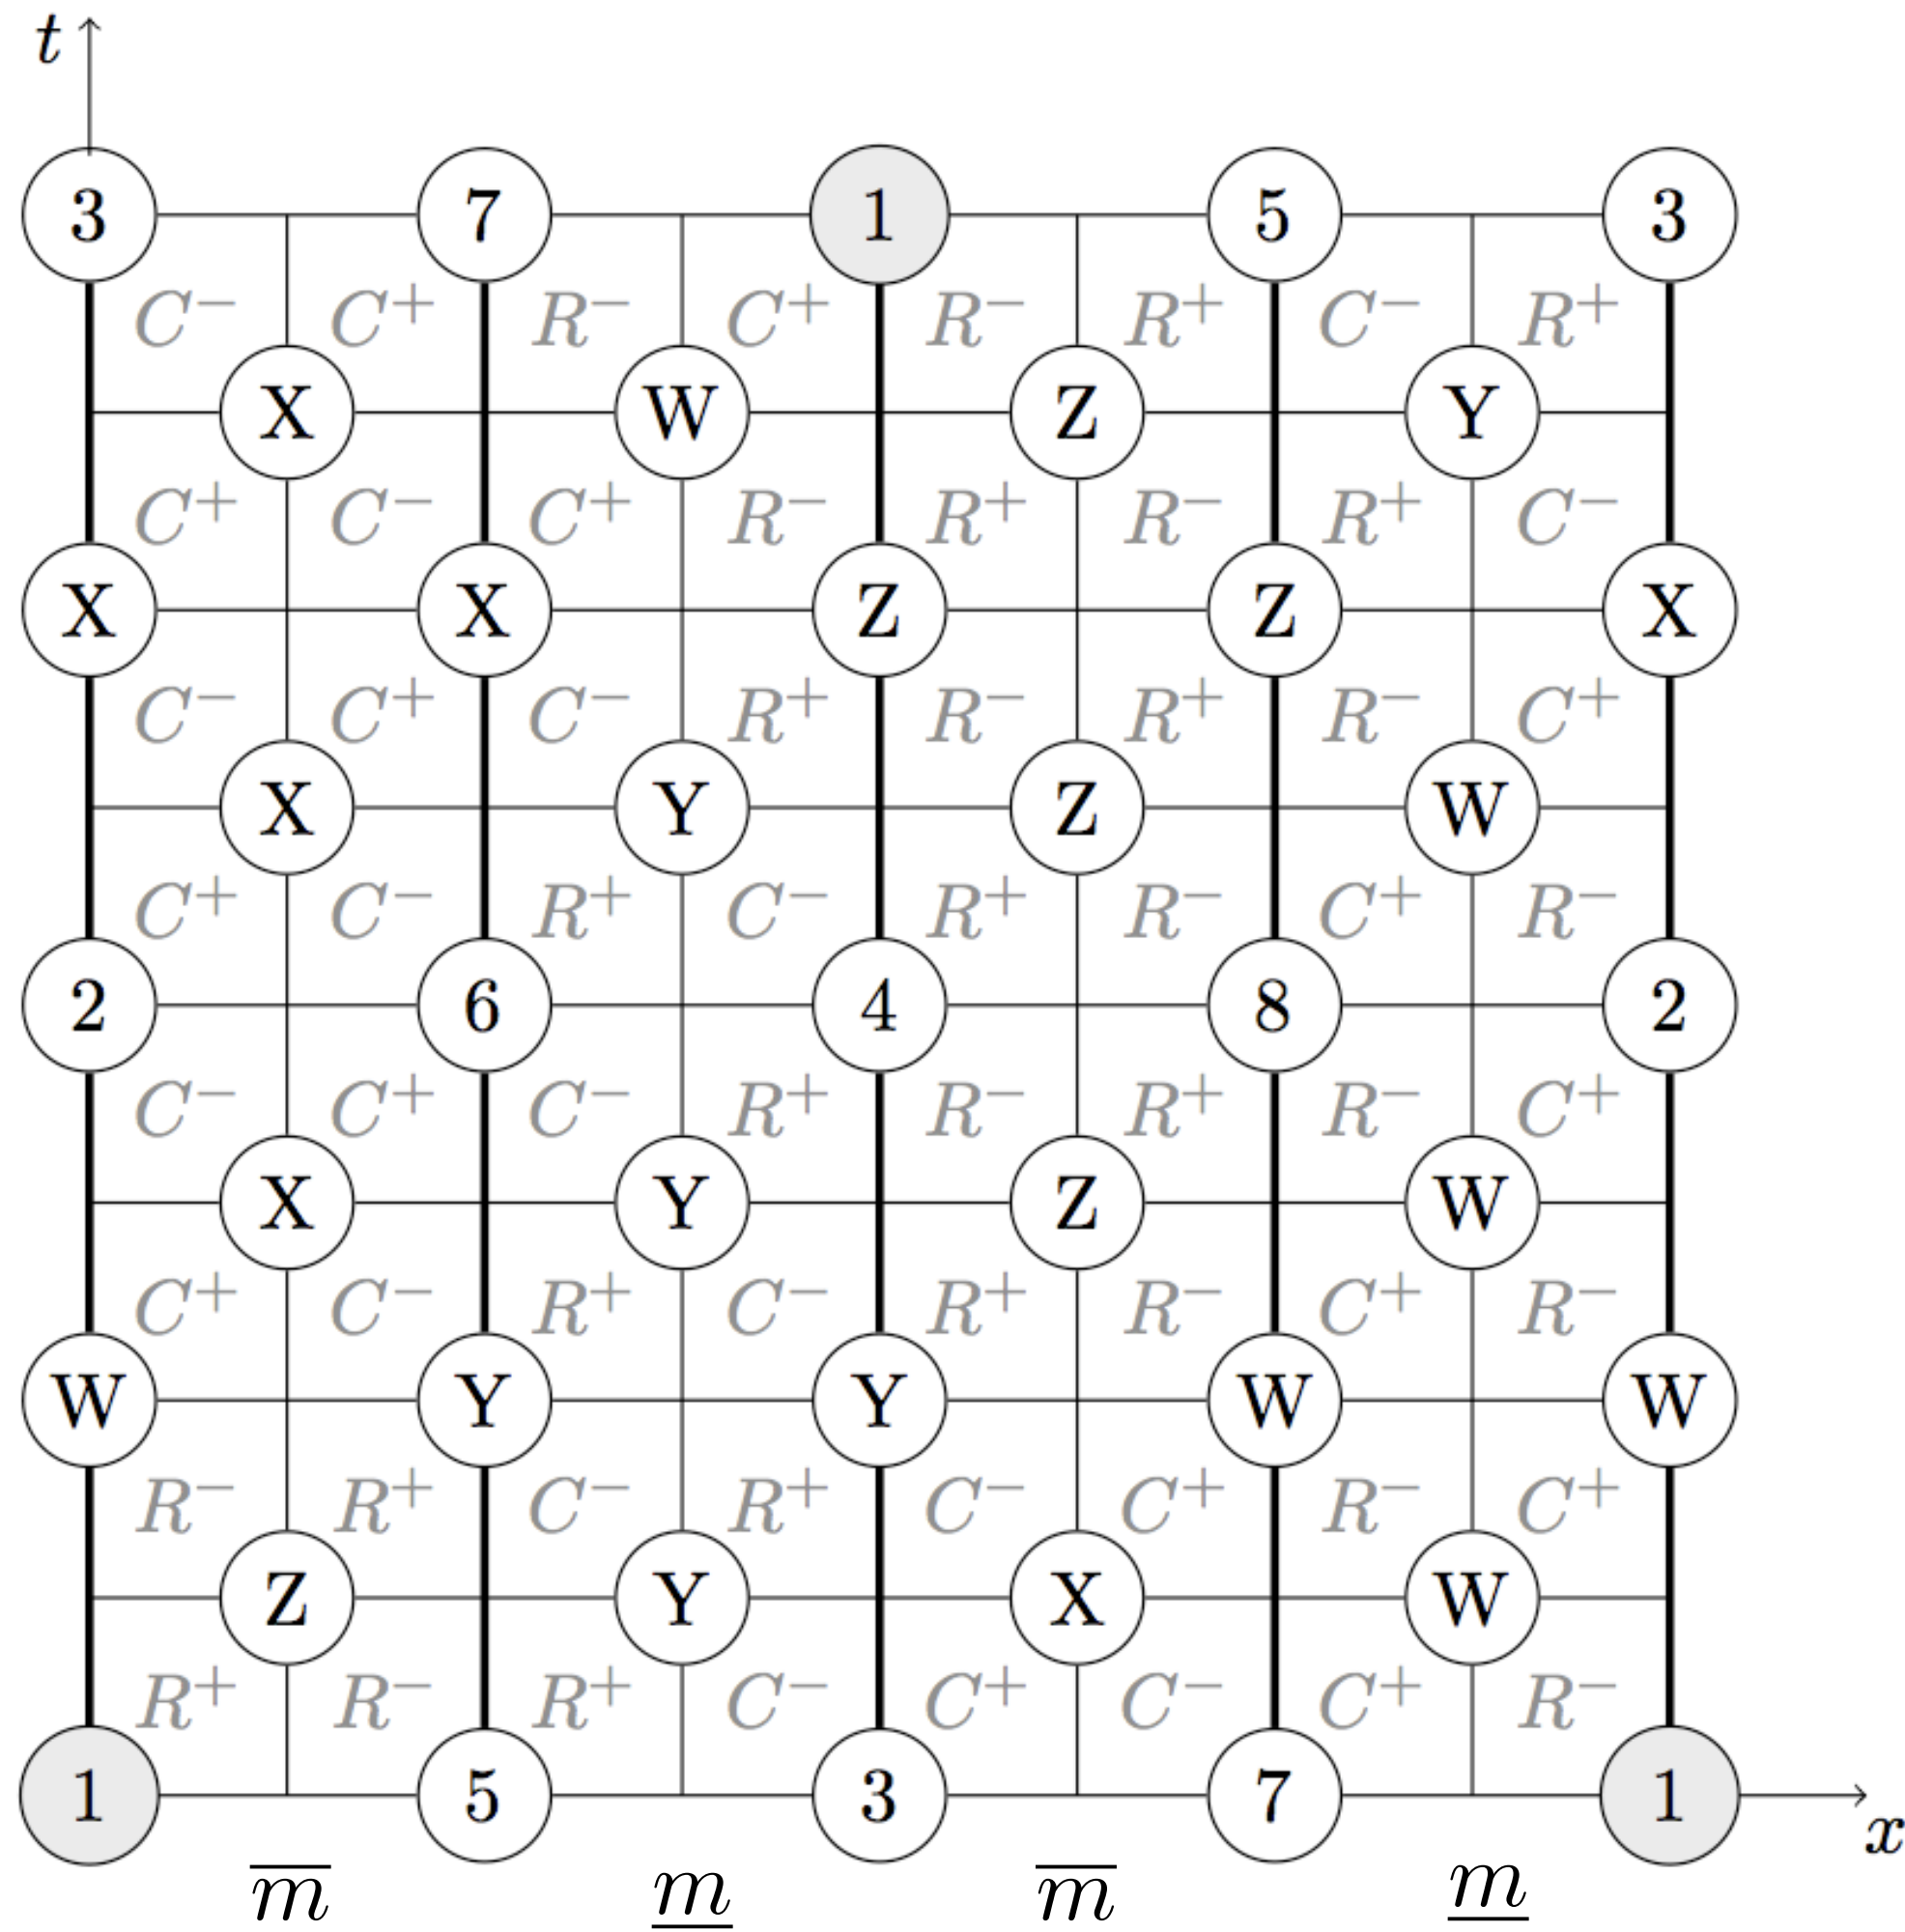 t
3 7 1 5 3
C⁻ C⁺ R⁻ C⁺ R⁻ R⁺ C⁻ R⁺
X W Z Y
C⁺ C⁻ C⁺ R⁻ R⁺ R⁻ R⁺ C⁻
X X Z Z X
C⁻ C⁺ C⁻ R⁺ R⁻ R⁺ R⁻ C⁺
X Y Z W
C⁺ C⁻ R⁺ C⁻ R⁺ R⁻ C⁺ R⁻
2 6 4 8 2
C⁻ C⁺ C⁻ R⁺ R⁻ R⁺ R⁻ C⁺
X Y Z W
C⁺ C⁻ R⁺ C⁻ R⁺ R⁻ C⁺ R⁻
W Y Y W W
R⁻ R⁺ C⁻ R⁺ C⁻ C⁺ R⁻ C⁺
Z Y X W
R⁺ R⁻ R⁺ C⁻ C⁺ C⁻ C⁺ R⁻
1 5 3 7 1
x
m̅ m̲ m̅ m̲